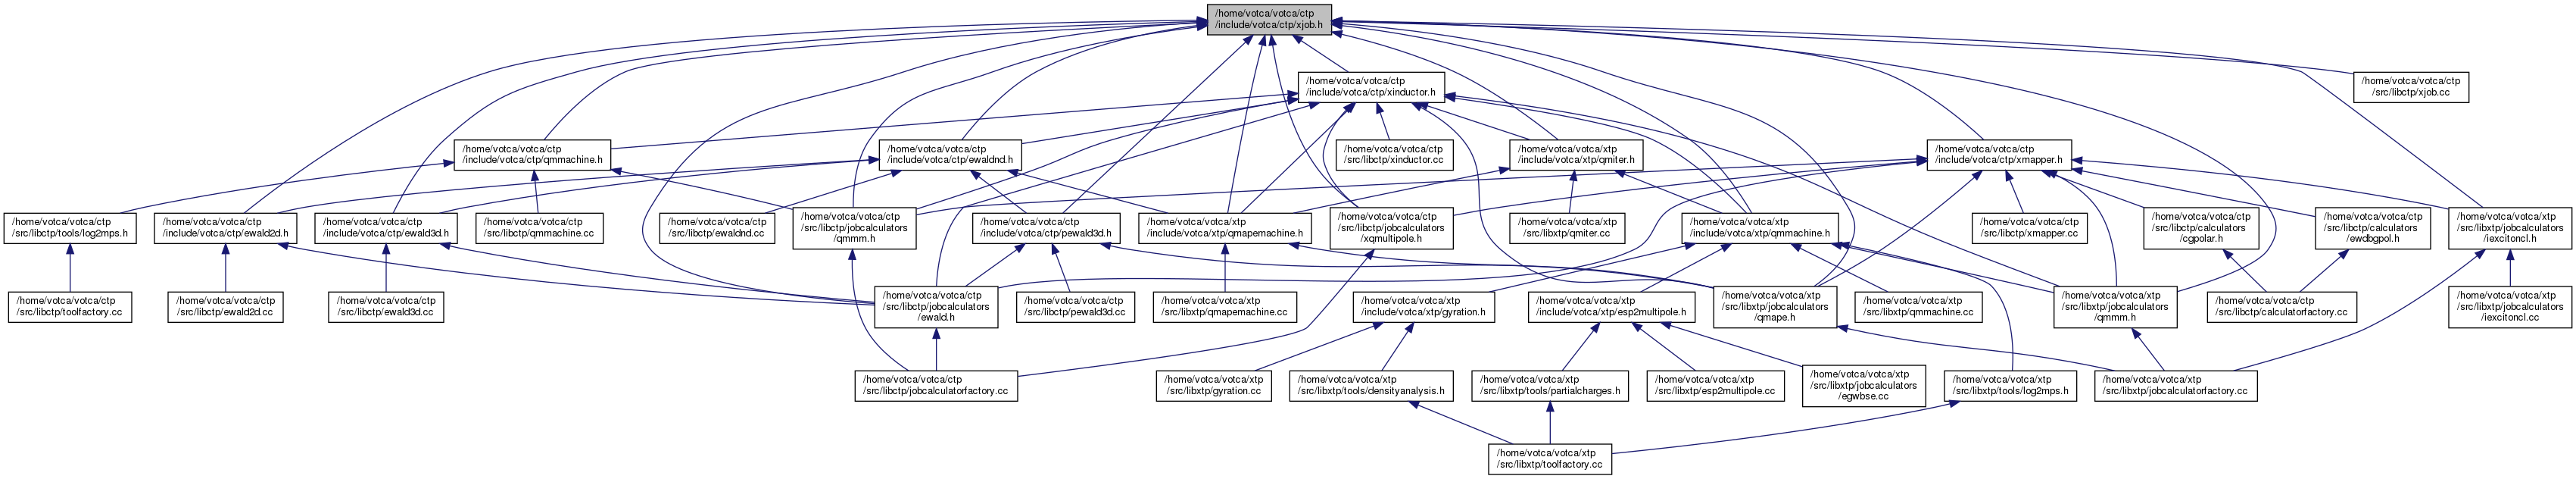 /home/votca/votca/ctp
/include/votca/ctp/xjob.h
/home/votca/votca/ctp
/include/votca/ctp/xinductor.h
/home/votca/votca/ctp
/src/libctp/xjob.cc
/home/votca/votca/ctp
/include/votca/ctp/qmmachine.h
/home/votca/votca/ctp
/include/votca/ctp/ewaldnd.h
/home/votca/votca/ctp
/src/libctp/xinductor.cc
/home/votca/votca/xtp
/include/votca/xtp/qmiter.h
/home/votca/votca/ctp
/include/votca/ctp/xmapper.h
/home/votca/votca/ctp
/src/libctp/tools/log2mps.h
/home/votca/votca/ctp
/include/votca/ctp/ewald2d.h
/home/votca/votca/ctp
/include/votca/ctp/ewald3d.h
/home/votca/votca/ctp
/src/libctp/qmmachine.cc
/home/votca/votca/ctp
/src/libctp/ewaldnd.cc
/home/votca/votca/ctp
/src/libctp/jobcalculators
/qmmm.h
/home/votca/votca/ctp
/include/votca/ctp/pewald3d.h
/home/votca/votca/xtp
/include/votca/xtp/qmapemachine.h
/home/votca/votca/ctp
/src/libctp/jobcalculators
/xqmultipole.h
/home/votca/votca/xtp
/src/libxtp/qmiter.cc
/home/votca/votca/xtp
/include/votca/xtp/qmmachine.h
/home/votca/votca/ctp
/src/libctp/xmapper.cc
/home/votca/votca/ctp
/src/libctp/calculators
/cgpolar.h
/home/votca/votca/ctp
/src/libctp/calculators
/ewdbgpol.h
/home/votca/votca/xtp
/src/libxtp/jobcalculators
/iexcitoncl.h
/home/votca/votca/ctp
/src/libctp/toolfactory.cc
/home/votca/votca/ctp
/src/libctp/ewald2d.cc
/home/votca/votca/ctp
/src/libctp/ewald3d.cc
/home/votca/votca/ctp
/src/libctp/jobcalculators
/ewald.h
/home/votca/votca/ctp
/src/libctp/pewald3d.cc
/home/votca/votca/xtp
/src/libxtp/qmapemachine.cc
/home/votca/votca/xtp
/include/votca/xtp/gyration.h
/home/votca/votca/xtp
/include/votca/xtp/esp2multipole.h
/home/votca/votca/xtp
/src/libxtp/jobcalculators
/qmape.h
/home/votca/votca/xtp
/src/libxtp/qmmachine.cc
/home/votca/votca/xtp
/src/libxtp/jobcalculators
/qmmm.h
/home/votca/votca/ctp
/src/libctp/calculatorfactory.cc
/home/votca/votca/xtp
/src/libxtp/jobcalculators
/iexcitoncl.cc
/home/votca/votca/ctp
/src/libctp/jobcalculatorfactory.cc
/home/votca/votca/xtp
/src/libxtp/gyration.cc
/home/votca/votca/xtp
/src/libxtp/tools/densityanalysis.h
/home/votca/votca/xtp
/src/libxtp/tools/partialcharges.h
/home/votca/votca/xtp
/src/libxtp/esp2multipole.cc
/home/votca/votca/xtp
/src/libxtp/jobcalculators
/egwbse.cc
/home/votca/votca/xtp
/src/libxtp/tools/log2mps.h
/home/votca/votca/xtp
/src/libxtp/jobcalculatorfactory.cc
/home/votca/votca/xtp
/src/libxtp/toolfactory.cc